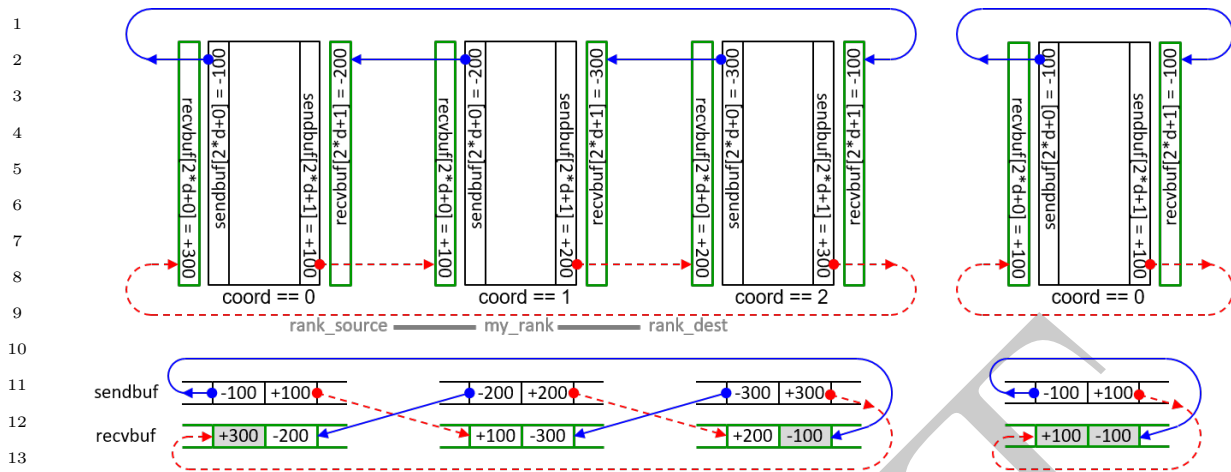 1
2
3
4
5
6
7
8
9
10
11
12
13
recvbuf[2*d+0] = +300
sendbuf[2*d+0] = -100
sendbuf[2*d+1] = +100
recvbuf[2*d+1] = -200
recvbuf[2*d+0] = +100
sendbuf[2*d+0] = -200
sendbuf[2*d+1] = +200
recvbuf[2*d+1] = -300
recvbuf[2*d+0] = +200
sendbuf[2*d+0] = -300
sendbuf[2*d+1] = +300
recvbuf[2*d+1] = -100
recvbuf[2*d+0] = +100
sendbuf[2*d+0] = -100
sendbuf[2*d+1] = +100
recvbuf[2*d+1] = -100
coord == 0 coord == 1 coord == 2 coord == 0
rank_source my_rank rank_dest
sendbuf -100 +100 -200 +200 -300 +300 -100 +100
recvbuf +300 -200 +100 -300 +200 -100 +100 -100
T